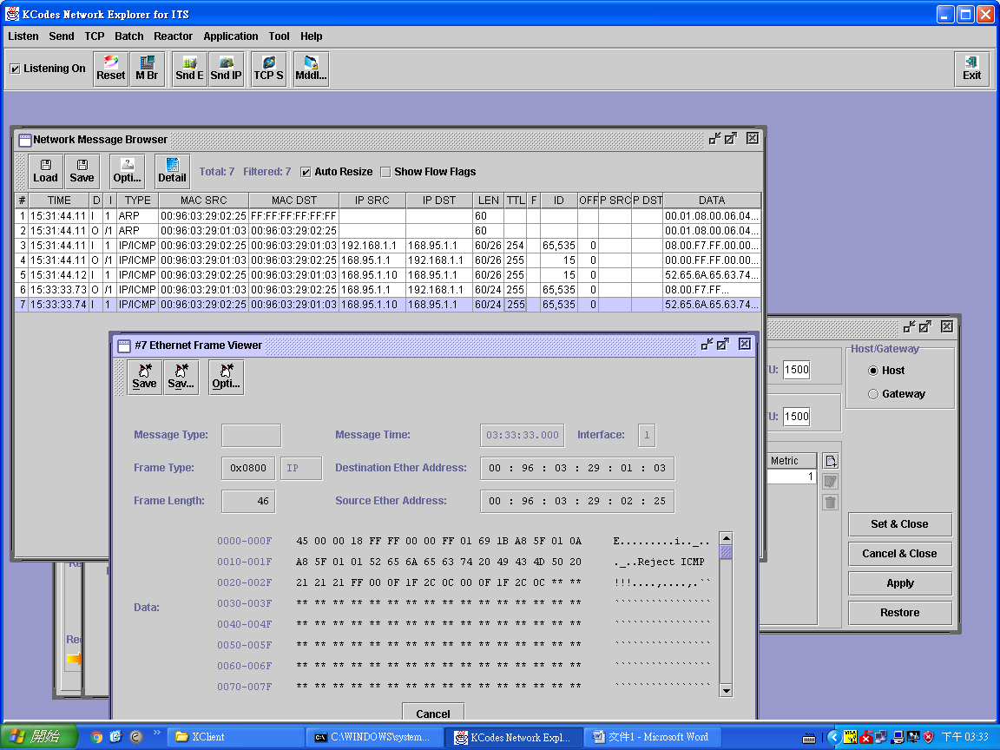 KCodes Network Explorer for ITS
Listen Send TCP Batch Reactor Application Tool Help
Listening On Reset M Br Snd E Snd IP TCP S Mddl... Exit
Network Message Browser
Load Save Opti... Detail Total: 7 Filtered: 7 Auto Resize Show Flow Flags
# TIME D I TYPE MAC SRC MAC DST IP SRC IP DST LEN TTL F ID OFF P SRC P DST DATA
1 15:31:44.11 I 1 ARP 00:96:03:29:02:25 FF:FF:FF:FF:FF:FF 60 00.01.08.00.06.04...
2 15:31:44.11 O /1 ARP 00:96:03:29:01:03 00:96:03:29:02:25 60 00.01.08.00.06.04...
3 15:31:44.11 I 1 IP/ICMP 00:96:03:29:02:25 00:96:03:29:01:03 192.168.1.1 168.95.1.1 60/26 254 65,535 0 08.00.F7.FF.00.00...
4 15:31:44.11 O /1 IP/ICMP 00:96:03:29:01:03 00:96:03:29:02:25 168.95.1.1 192.168.1.1 60/26 255 15 0 00.00.FF.FF.00.00...
5 15:31:44.12 I 1 IP/ICMP 00:96:03:29:02:25 00:96:03:29:01:03 168.95.1.10 168.95.1.1 60/26 255 15 0 52.65.6A.65.63.74...
6 15:33:33.73 O /1 IP/ICMP 00:96:03:29:01:03 00:96:03:29:02:25 168.95.1.1 192.168.1.1 60/24 255 65,535 0 08.00.F7.FF...
7 15:33:33.74 I 1 IP/ICMP 00:96:03:29:02:25 00:96:03:29:01:03 168.95.1.10 168.95.1.1 60/24 255 65,535 0 52.65.6A.65.63.74...
#7 Ethernet Frame Viewer
Save Sav... Opti...
Message Type: Message Time: 03:33:33.000 Interface: 1
Frame Type: 0x0800 IP Destination Ether Address: 00 : 96 : 03 : 29 : 01 : 03
Frame Length: 46 Source Ether Address: 00 : 96 : 03 : 29 : 02 : 25
0000-000F 45 00 00 18 FF FF 00 00 FF 01 69 1B A8 5F 01 0A E.........i.._..
0010-001F A8 5F 01 01 52 65 6A 65 63 74 20 49 43 4D 50 20 ._..Reject ICMP
0020-002F 21 21 21 FF 00 0F 1F 2C 0C 00 0F 1F 2C 0C ** ** !!!....,....,.``
Data:
0030-003F ** ** ** ** ** ** ** ** ** ** ** ** ** ** ** ** ````````````````
0040-004F ** ** ** ** ** ** ** ** ** ** ** ** ** ** ** ** ````````````````
0050-005F ** ** ** ** ** ** ** ** ** ** ** ** ** ** ** ** ````````````````
0060-006F ** ** ** ** ** ** ** ** ** ** ** ** ** ** ** ** ````````````````
0070-007F ** ** ** ** ** ** ** ** ** ** ** ** ** ** ** ** ````````````````
Cancel
U: 1500
U: 1500
Host/Gateway
Host
Gateway
Metric
1
Set & Close
Cancel & Close
Apply
Restore
Re
Re
開始 XClient C:\WINDOWS\system... KCodes Network Expl... 文件1 - Microsoft Word 下午 03:33